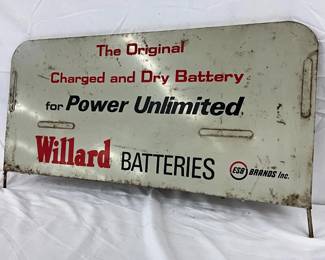 The Original
Charged and Dry Battery
for Power Unlimited
Willard BATTERIES ESB BRANDS Inc.